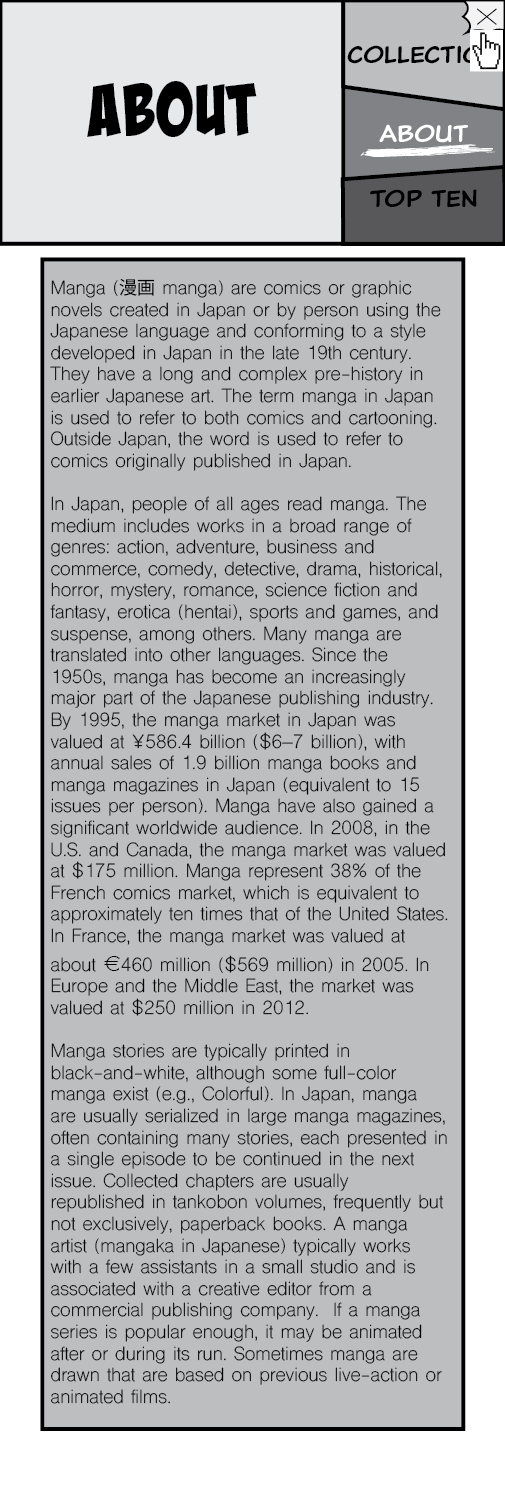 ABOUT
ABOUT
TOP TEN
Manga (漫画 manga) are comics or graphic
novels created in Japan or by person using the
Japanese language and conforming to a style
developed in Japan in the late 19th century.
They have a long and complex pre-history in
earlier Japanese art. The term manga in Japan
is used to refer to both comics and cartooning.
Outside Japan, the word is used to refer to
comics originally published in Japan.
In Japan, people of all ages read manga. The
medium includes works in a broad range of
genres: action, adventure, business and
commerce, comedy, detective, drama, historical,
horror, mystery, romance, science fiction and
fantasy, erotica (hentai), sports and games, and
suspense, among others. Many manga are
translated into other languages. Since the
1950s, manga has become an increasingly
major part of the Japanese publishing industry.
By 1995, the manga market in Japan was
valued at ¥586.4 billion ($6–7 billion), with
annual sales of 1.9 billion manga books and
manga magazines in Japan (equivalent to 15
issues per person). Manga have also gained a
significant worldwide audience. In 2008, in the
U.S. and Canada, the manga market was valued
at $175 million. Manga represent 38% of the
French comics market, which is equivalent to
approximately ten times that of the United States.
In France, the manga market was valued at
about €460 million ($569 million) in 2005. In
Europe and the Middle East, the market was
valued at $250 million in 2012.
Manga stories are typically printed in
black-and-white, although some full-color
manga exist (e.g., Colorful). In Japan, manga
are usually serialized in large manga magazines,
often containing many stories, each presented in
a single episode to be continued in the next
issue. Collected chapters are usually
republished in tankobon volumes, frequently but
not exclusively, paperback books. A manga
artist (mangaka in Japanese) typically works
with a few assistants in a small studio and is
associated with a creative editor from a
commercial publishing company.  If a manga
series is popular enough, it may be animated
after or during its run. Sometimes manga are
drawn that are based on previous live-action or
animated films.